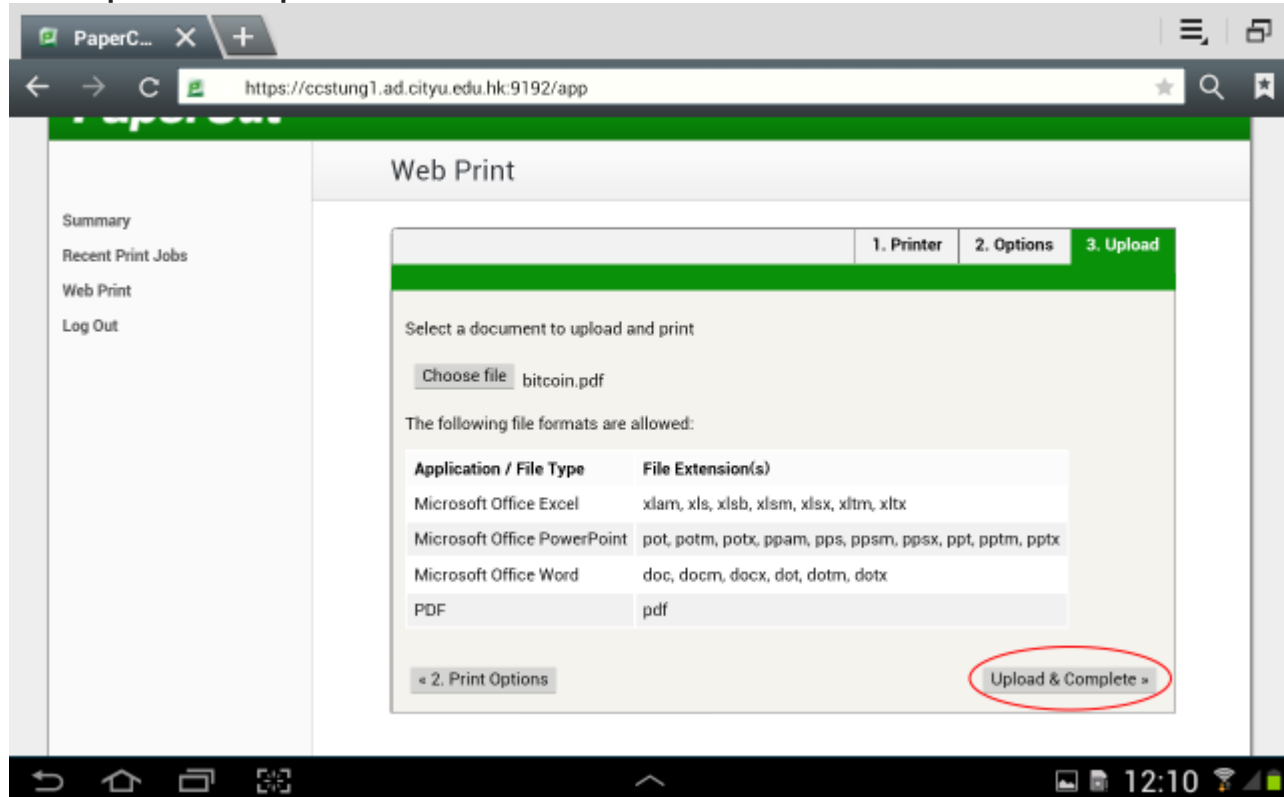 PaperC...
https://ccstung1.ad.cityu.edu.hk:9192/app
Web Print
Summary
Recent Print Jobs
Web Print
Log Out
1. Printer 2. Options 3. Upload
Select a document to upload and print
Choose file bitcoin.pdf
The following file formats are allowed:
Application / File Type File Extension(s)
Microsoft Office Excel xlam, xls, xlsb, xlsm, xlsx, xltm, xltx
Microsoft Office PowerPoint pot, potm, potx, ppam, pps, ppsm, ppsx, ppt, pptm, pptx
Microsoft Office Word doc, docm, docx, dot, dotm, dotx
PDF pdf
« 2. Print Options Upload & Complete »
12:10